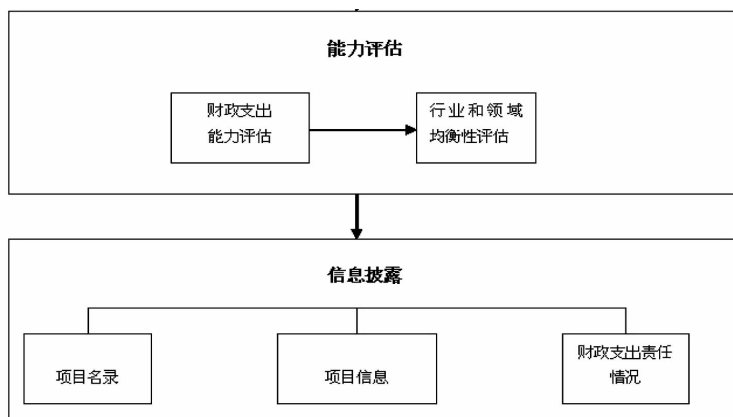 能力评估
财政支出
能力评估
行业和领域
均衡性评估
信息披露
项目名录
项目信息
财政支出责任
情况